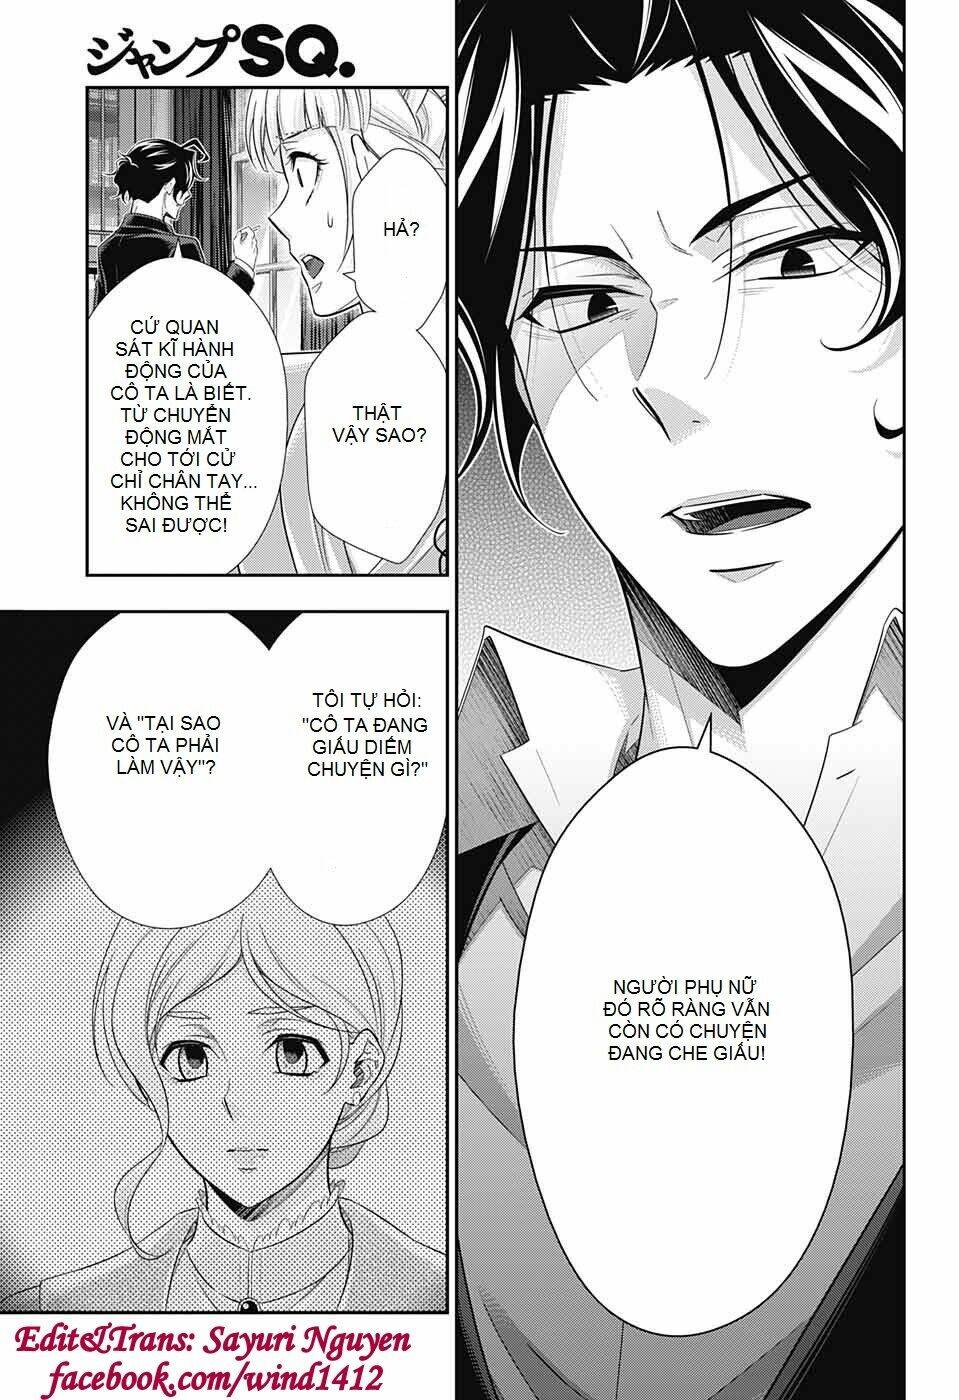 ジャンプSQ.
NGƯỜI PHỤ NỮ
ĐÓ RÕ RÀNG VẪN
CÒN CÓ CHUYỆN
ĐANG CHE GIẤU!
HẢ?
THẬT
VẬY SAO?
CỨ QUAN
SÁT KĨ HÀNH
ĐỘNG CỦA
CÔ TA LÀ BIẾT.
TỪ CHUYỂN
ĐỘNG MẮT
CHO TỚI CỬ
CHỈ CHÂN TAY...
KHÔNG THỂ
SAI ĐƯỢC!
TÔI TỰ HỎI:
"CÔ TA ĐANG
GIẤU DIẾM
CHUYỆN GÌ?"
VÀ "TẠI SAO
CÔ TA PHẢI
LÀM VẬY"?
Edit&Trans: Sayuri Nguyen
facebook.com/wind1412